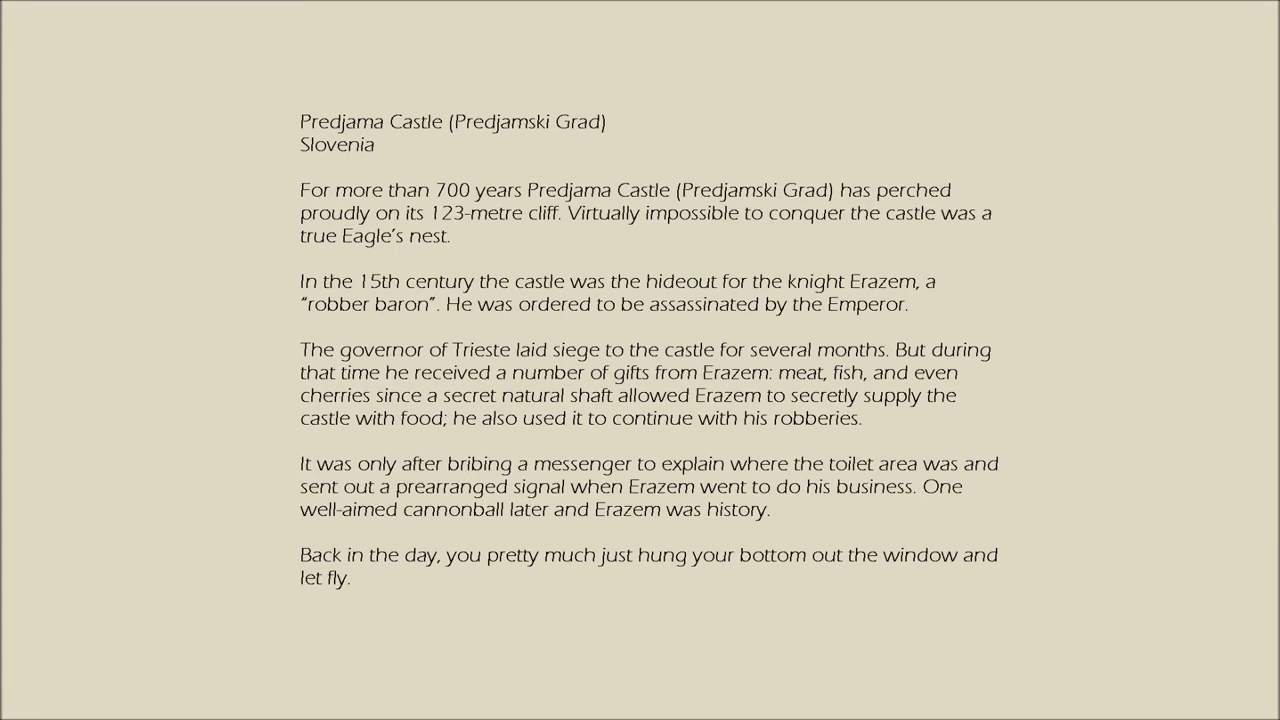 Predjama Castle (Predjamski Grad)
Slovenia
For more than 700 years Predjama Castle (Predjamski Grad) has perched
proudly on its 123-metre cliff. Virtually impossible to conquer the castle was a
true Eagle's nest.
In the 15th century the castle was the hideout for the knight Erazem, a
“robber baron”. He was ordered to be assassinated by the Emperor.
The governor of Trieste laid siege to the castle for several months. But during
that time he received a number of gifts from Erazem: meat, fish, and even
cherries since a secret natural shaft allowed Erazem to secretly supply the
castle with food; he also used it to continue with his robberies.
It was only after bribing a messenger to explain where the toilet area was and
sent out a prearranged signal when Erazem went to do his business. One
well-aimed cannonball later and Erazem was history.
Back in the day, you pretty much just hung your bottom out the window and
let fly.